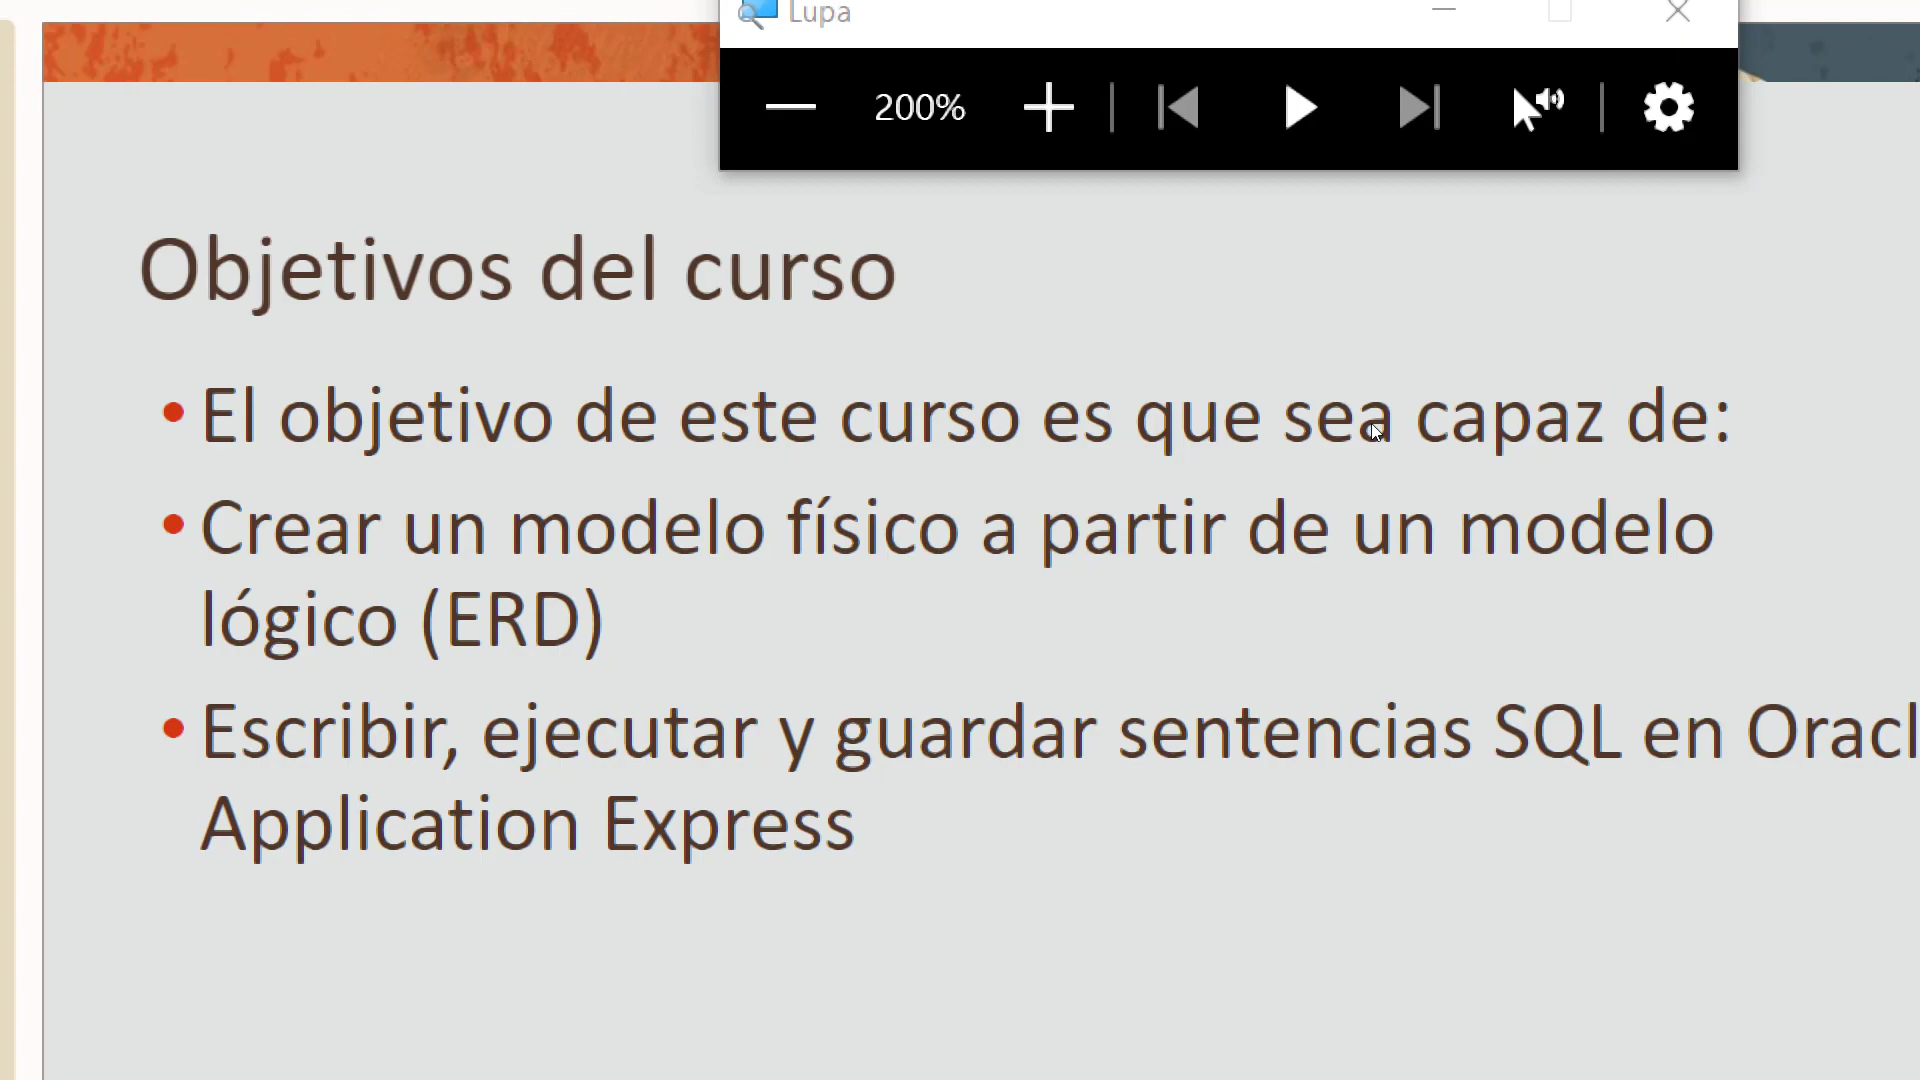 Lupa
200%
Objetivos del curso
• El objetivo de este curso es que sea capaz de:
• Crear un modelo físico a partir de un modelo
lógico (ERD)
• Escribir, ejecutar y guardar sentencias SQL en Oracl
Application Express